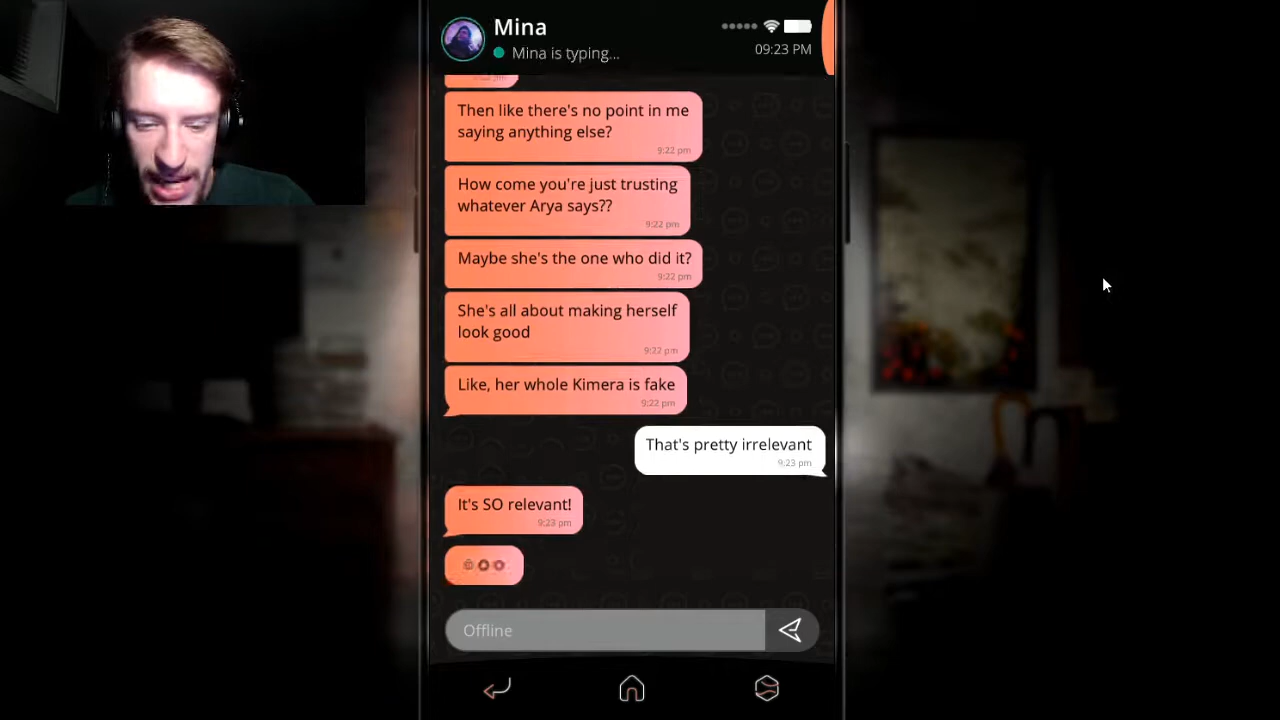 Mina
Mina is typing...
09:23 PM
Then like there's no point in me
saying anything else?
9:22 pm
How come you're just trusting
whatever Arya says??
9:22 pm
Maybe she's the one who did it?
9:22 pm
She's all about making herself
look good
9:22 pm
Like, her whole Kimera is fake
9:22 pm
That's pretty irrelevant
9:23 pm
It's SO relevant!
9:23 pm
Offline